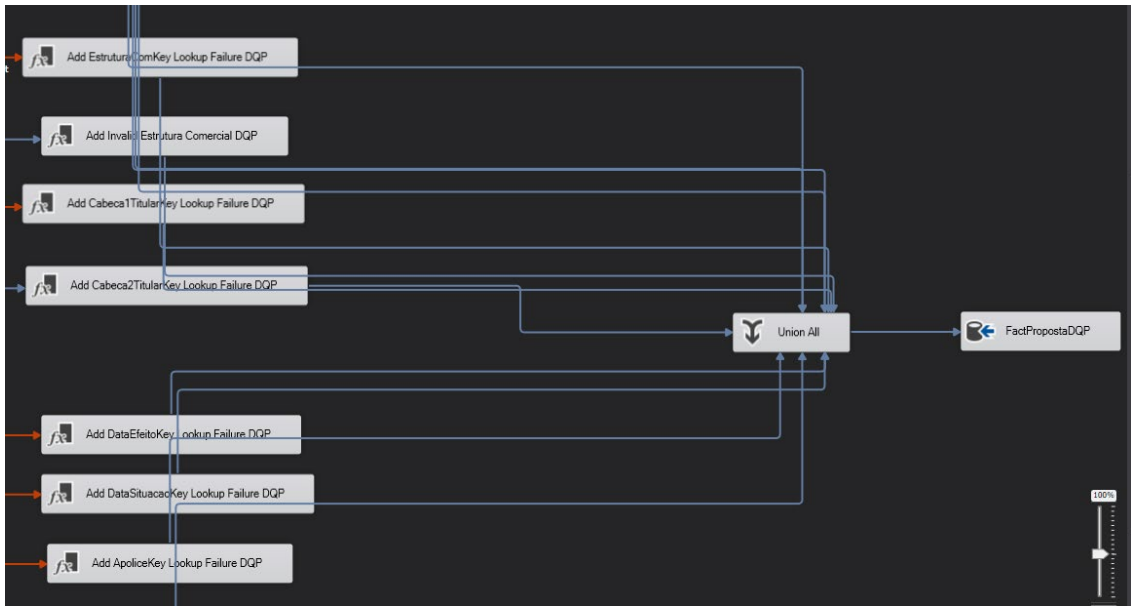 Add EstruturaComKey Lookup Failure DQP
Add Invalid Estrutura Comercial DQP
Add Cabeca1TitularKey Lookup Failure DQP
Add Cabeca2TitularKey Lookup Failure DQP
Union All
FactPropostaDQP
Add DataEfeitoKey Lookup Failure DQP
Add DataSituacaoKey Lookup Failure DQP
Add ApoliceKey Lookup Failure DQP
100%